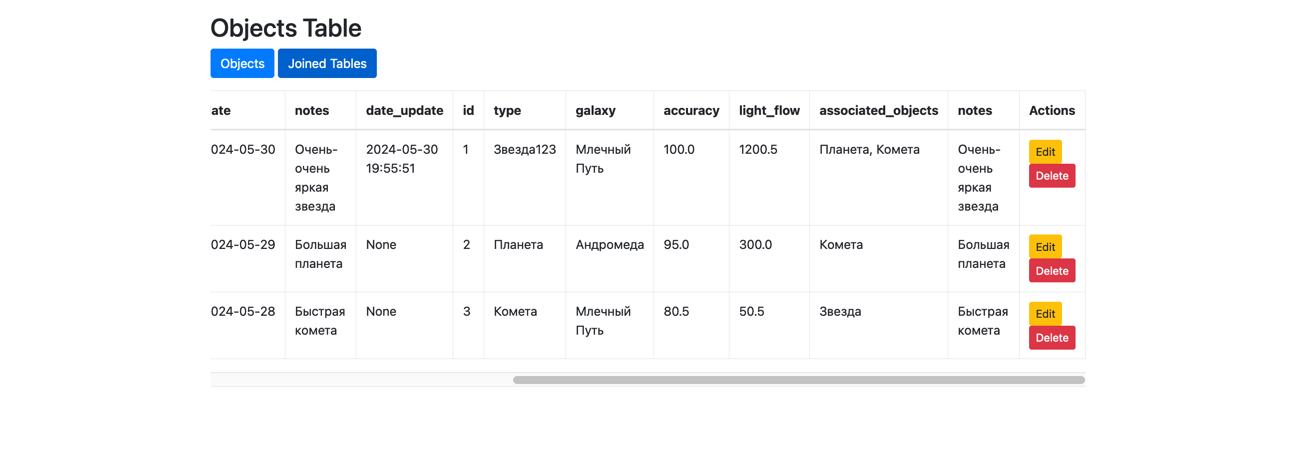 Objects Table
Objects Joined Tables
ate notes date_update id type galaxy accuracy light_flow associated_objects notes Actions
024-05-30 Очень- 2024-05-30 1 Звезда123 Млечный 100.0 1200.5 Планета, Комета Очень- Edit
очень 19:55:51 Путь очень Delete
яркая яркая
звезда звезда
024-05-29 Большая None 2 Планета Андромеда 95.0 300.0 Комета Большая Edit
планета планета Delete
024-05-28 Быстрая None 3 Комета Млечный 80.5 50.5 Звезда Быстрая Edit
комета Путь комета Delete